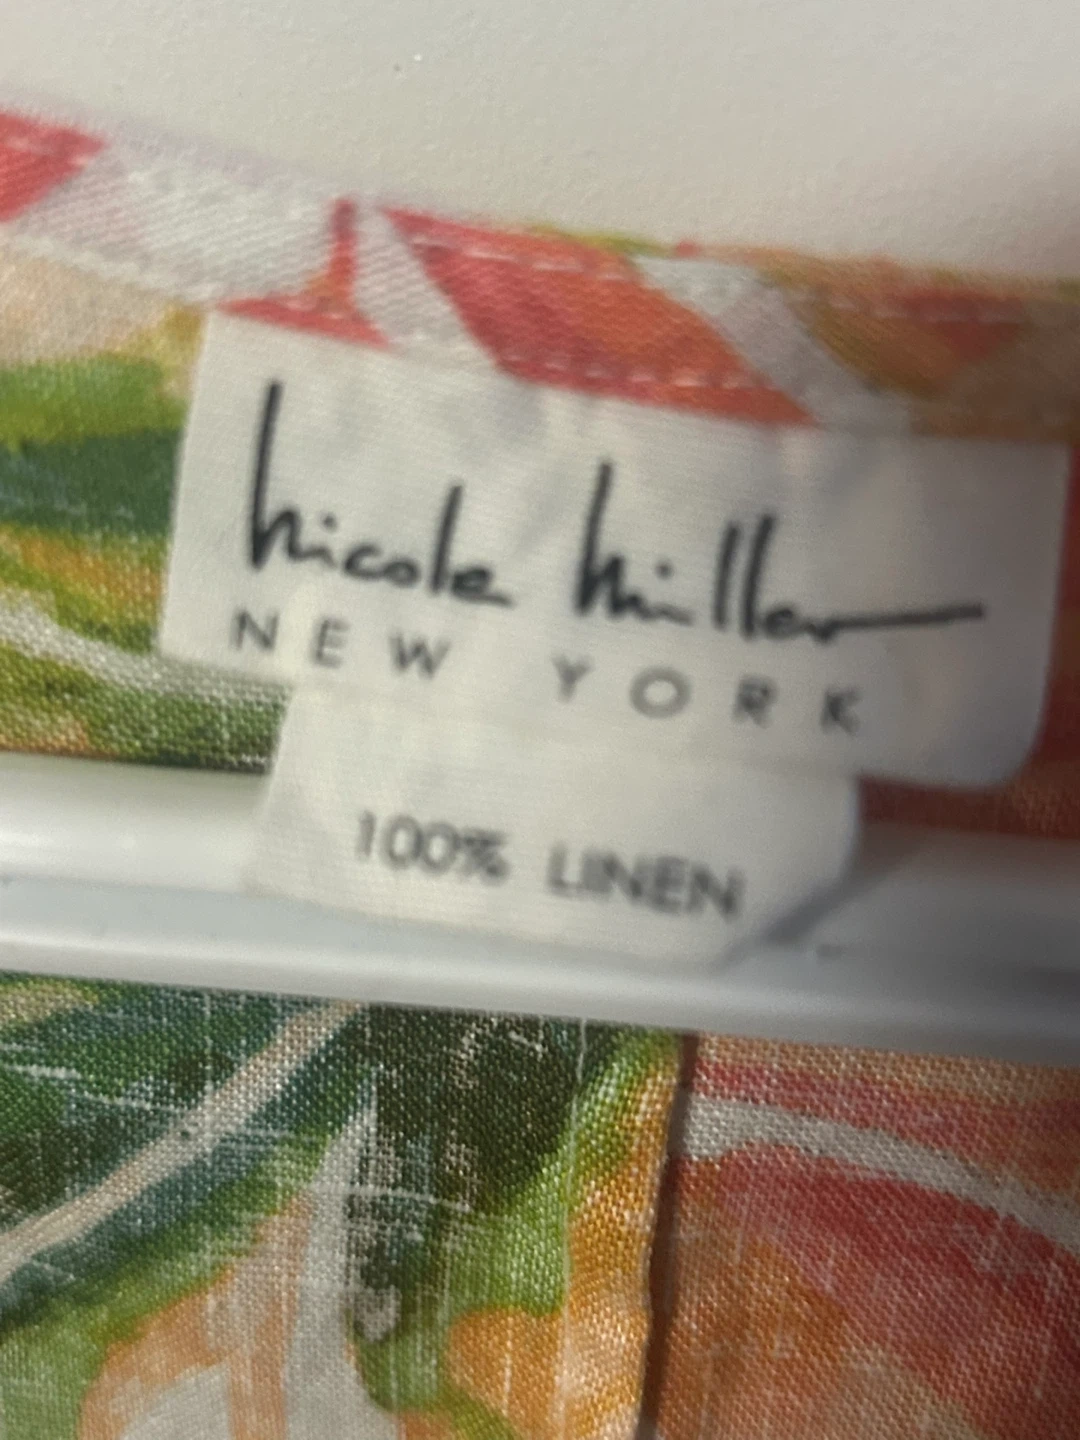 nicole miller
NEW YORK
100% LINEN